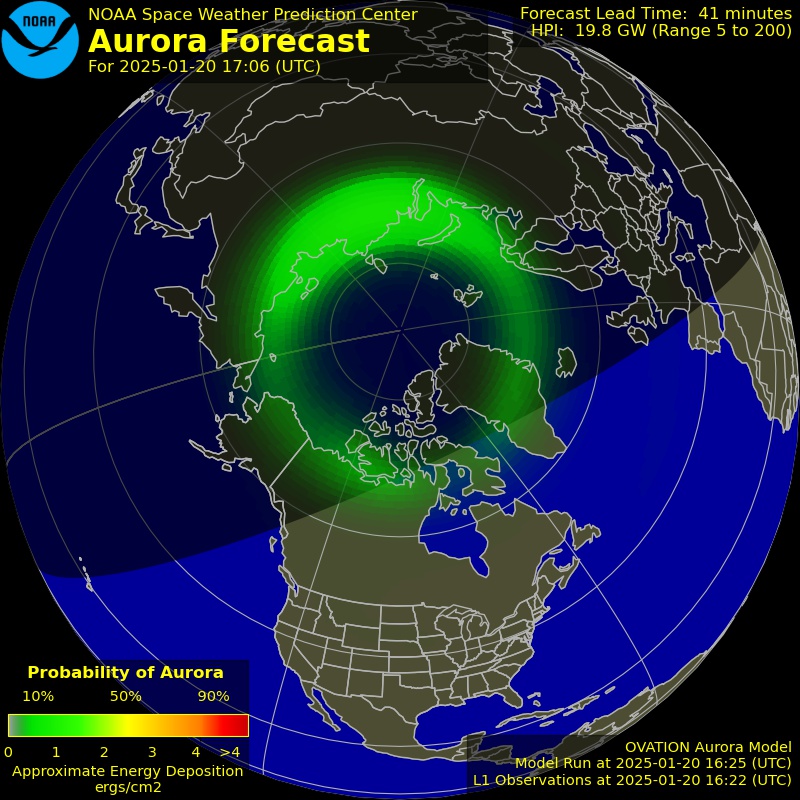 NOAA
NOAA Space Weather Prediction Center
Aurora Forecast
For 2025-01-20 17:06 (UTC)
Forecast Lead Time: 41 minutes
HPI: 19.8 GW (Range 5 to 200)
Probability of Aurora
10% 50% 90%
0 1 2 3 4 >4
Approximate Energy Deposition
ergs/cm2
OVATION Aurora Model
Model Run at 2025-01-20 16:25 (UTC)
L1 Observations at 2025-01-20 16:22 (UTC)